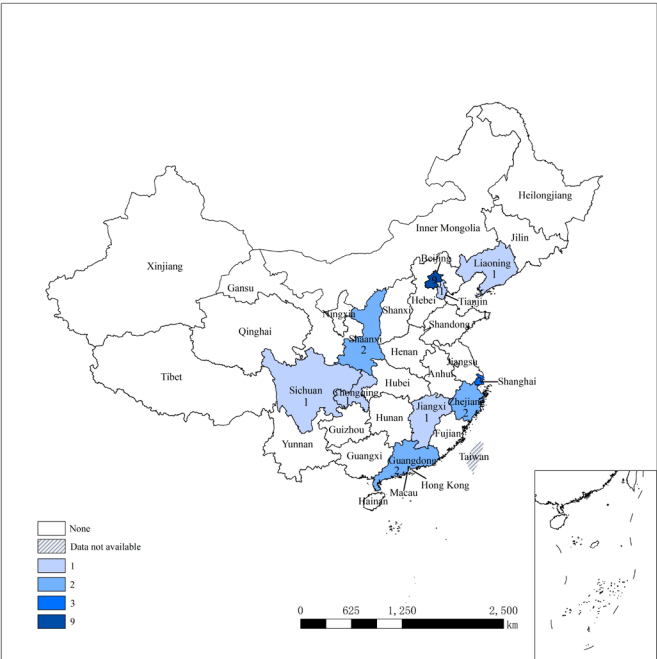 Heilongjiang
Inner Mongolia
Jilin
Beijing
9
Liaoning
1
Xinjiang
Gansu
Tianjin
1
Hebei
Shanxi
Ningxia
Shandong
Qinghai
Shaanxi
2
Henan
Jiangsu
Tibet
Anhui
Shanghai
Hubei
Sichuan
1
Chongqing
1
Zhejiang
2
Jiangxi
1
Hunan
Guizhou
Fujian
Yunnan
Guangxi
Guangdong
2
Taiwan
Hong Kong
Macau
Hainan
None
Data not available
1
2
3
9
0 625 1,250 2,500
km